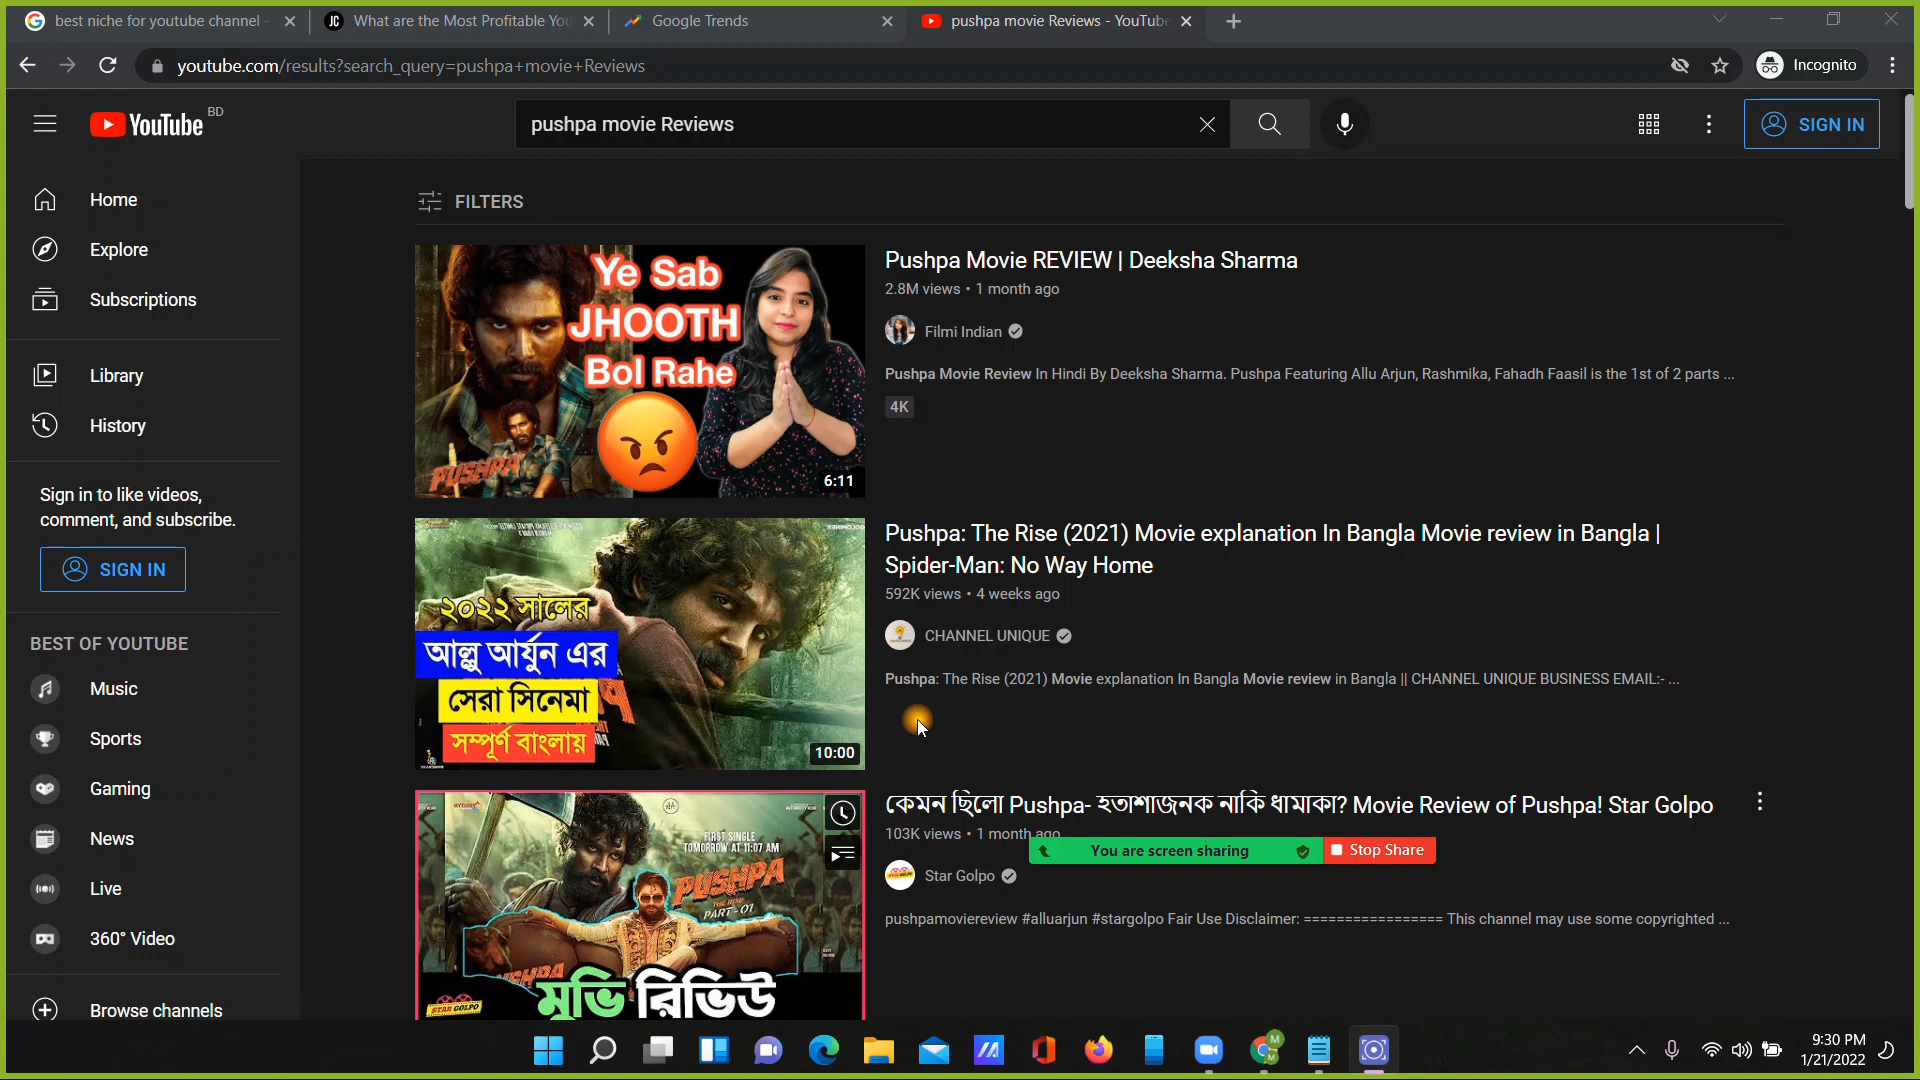 best niche for youtube channel -
What are the Most Profitable You
Google Trends
pushpa movie Reviews - YouTube
youtube.com/results?search_query=pushpa+movie+Reviews
Incognito
YouTube BD
pushpa movie Reviews
SIGN IN
Home
Explore
Subscriptions
Library
History
Sign in to like videos,
comment, and subscribe.
SIGN IN
BEST OF YOUTUBE
Music
Sports
Gaming
News
Live
360° Video
Browse channels
FILTERS
Ye Sab
JHOOTH
Bol Rahe
PUSHPA
6:11
Pushpa Movie REVIEW | Deeksha Sharma
2.8M views • 1 month ago
Filmi Indian
Pushpa Movie Review In Hindi By Deeksha Sharma. Pushpa Featuring Allu Arjun, Rashmika, Fahadh Faasil is the 1st of 2 parts ...
4K
২০২২ সালের
আল্লু আর্যুন এর
সেরা সিনেমা
সম্পূর্ণ বাংলায়
10:00
Pushpa: The Rise (2021) Movie explanation In Bangla Movie review in Bangla |
Spider-Man: No Way Home
592K views • 4 weeks ago
CHANNEL UNIQUE
Pushpa: The Rise (2021) Movie explanation In Bangla Movie review in Bangla || CHANNEL UNIQUE BUSINESS EMAIL:- ...
FIRST SINGLE
TOMORROW AT 11:07 AM
PUSHPA
THE RISE
PART-01
STAR GOLPO
মুভি রিভিউ
কেমন ছিলো Pushpa- হতাশাজনক নাকি ধামাকা? Movie Review of Pushpa! Star Golpo
103K views • 1 month ago
You are screen sharing
Stop Share
Star Golpo
pushpamoviereview #alluarjun #stargolpo Fair Use Disclaimer: ================= This channel may use some copyrighted ...
9:30 PM
1/21/2022